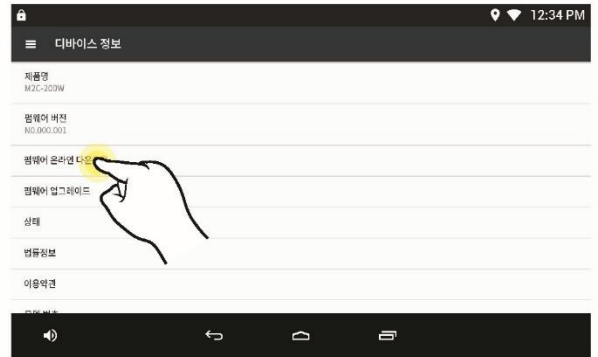 12:34 PM
디바이스 정보
제품명
M2C-200W
펌웨어 버전
N0.000.001
펌웨어 온라인
펌웨어 업그레이드
상태
법률정보
이용약관